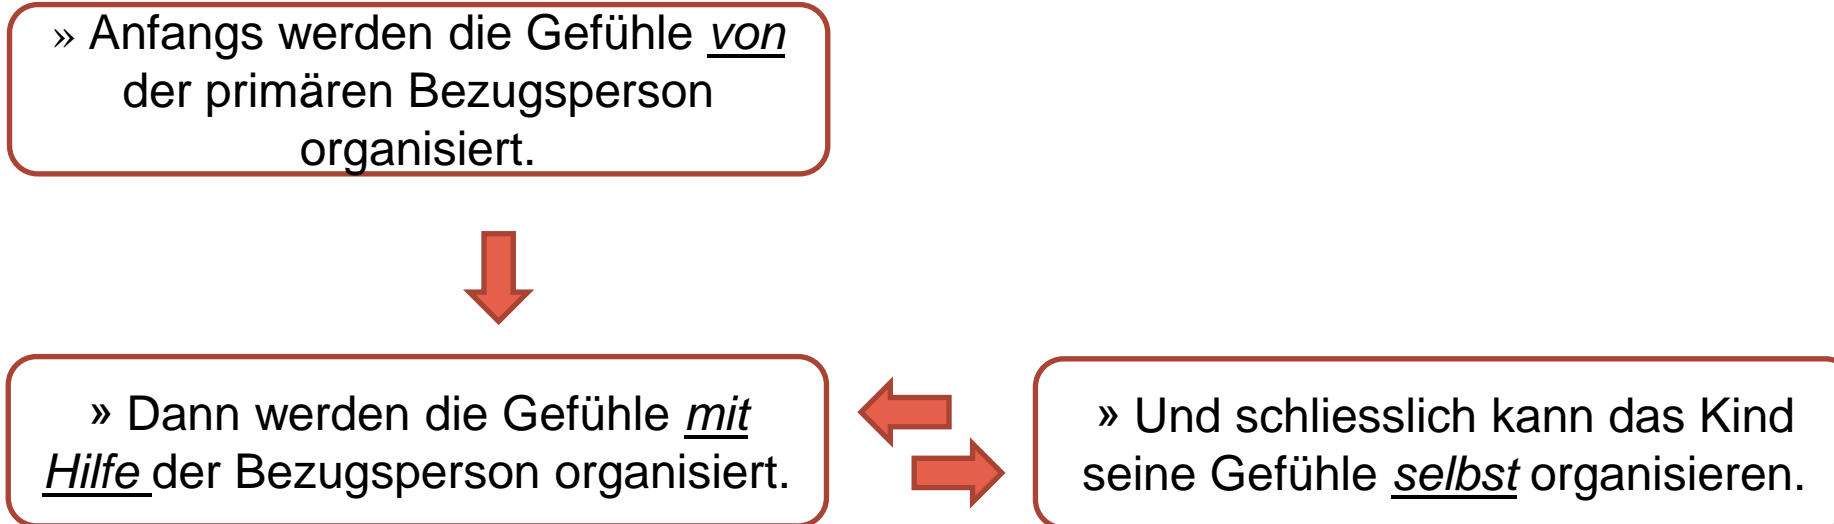 » Anfangs werden die Gefühle von
der primären Bezugsperson
organisiert.
» Dann werden die Gefühle mit
Hilfe der Bezugsperson organisiert.
» Und schliesslich kann das Kind
seine Gefühle selbst organisieren.